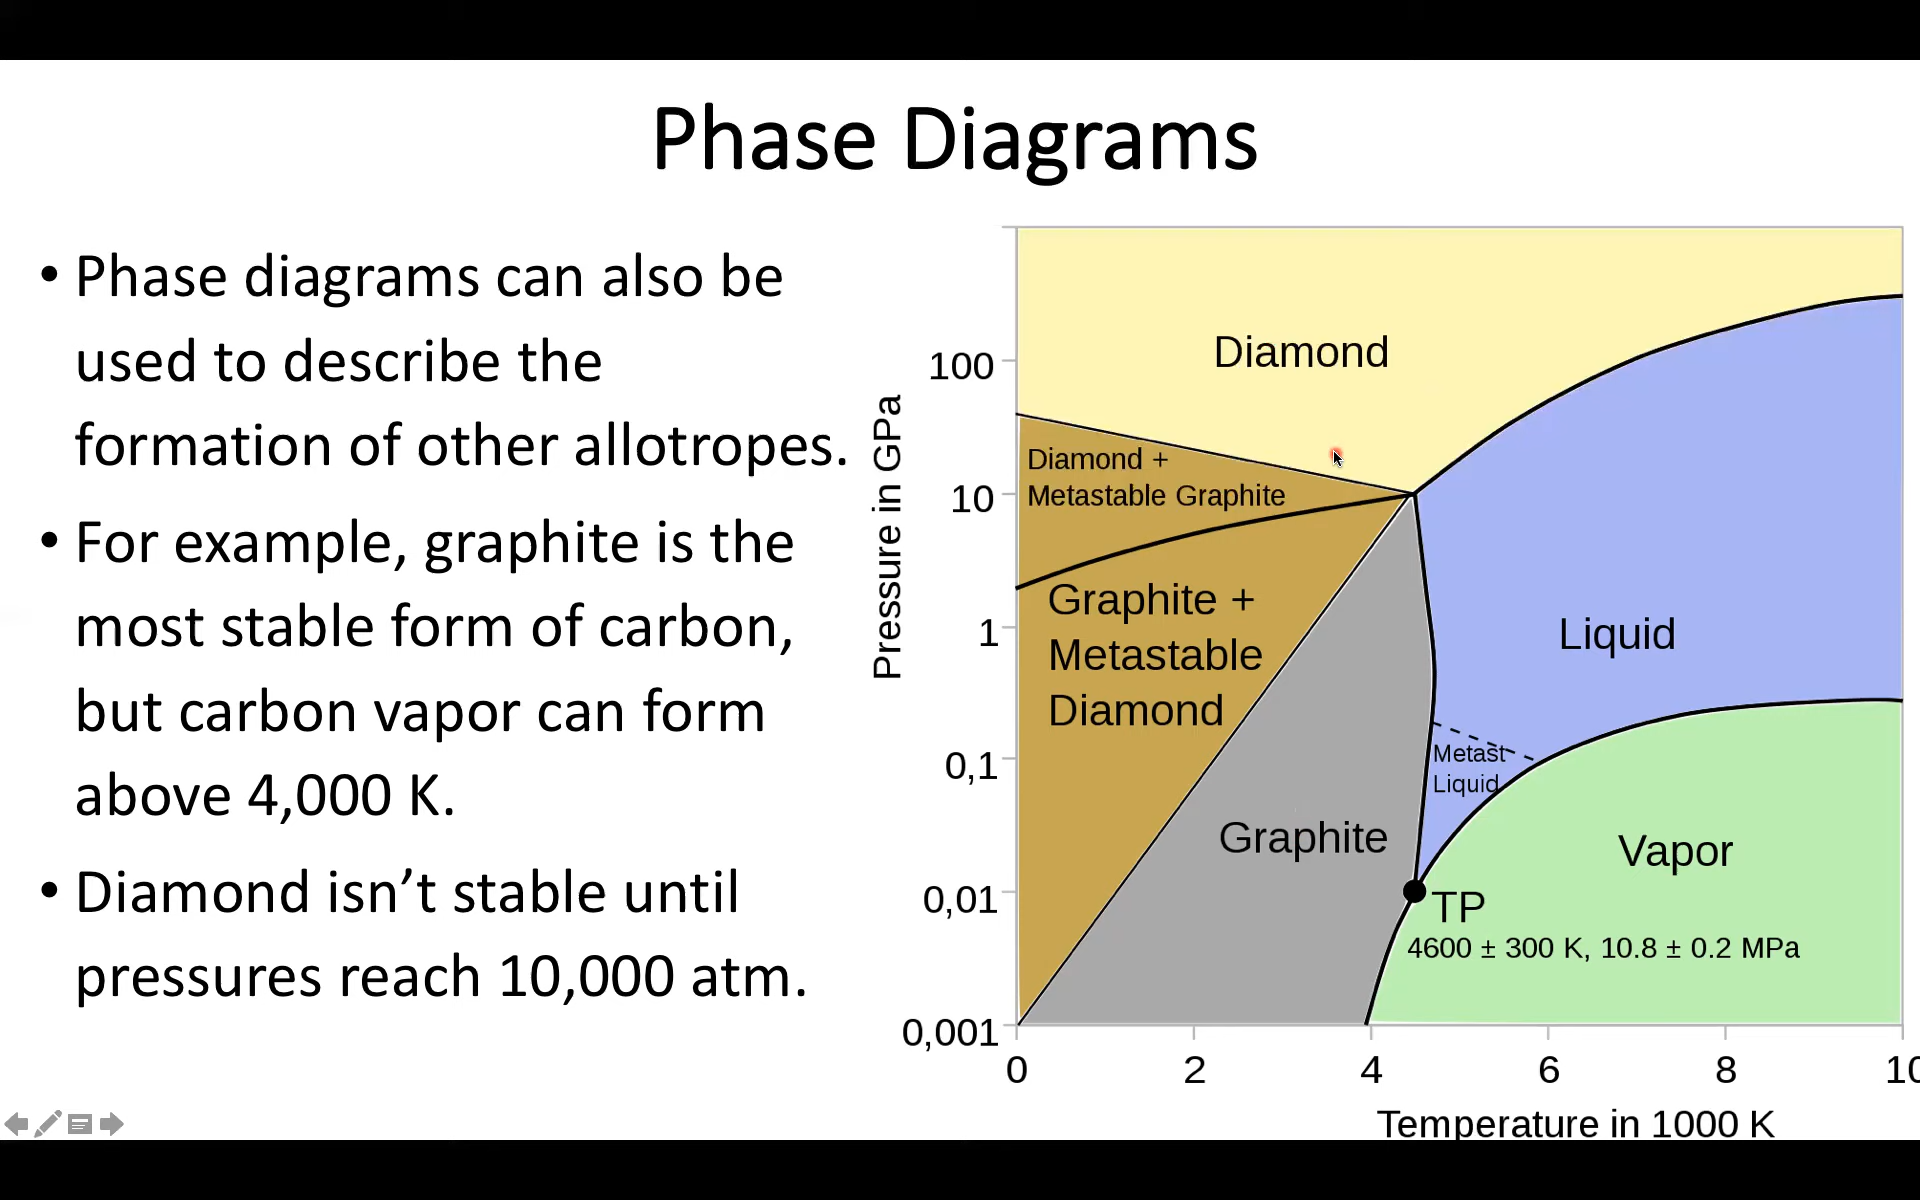 Phase Diagrams
• Phase diagrams can also be
used to describe the
formation of other allotropes.
• For example, graphite is the
most stable form of carbon,
but carbon vapor can form
above 4,000 K.
• Diamond isn’t stable until
pressures reach 10,000 atm.
Pressure in GPa
100
10
1
0,1
0,01
0,001
Diamond
Diamond +
Metastable Graphite
Graphite +
Metastable
Diamond
Liquid
Metast
Liquid
Graphite
Vapor
TP
4600 ± 300 K, 10.8 ± 0.2 MPa
0 2 4 6 8 10
Temperature in 1000 K